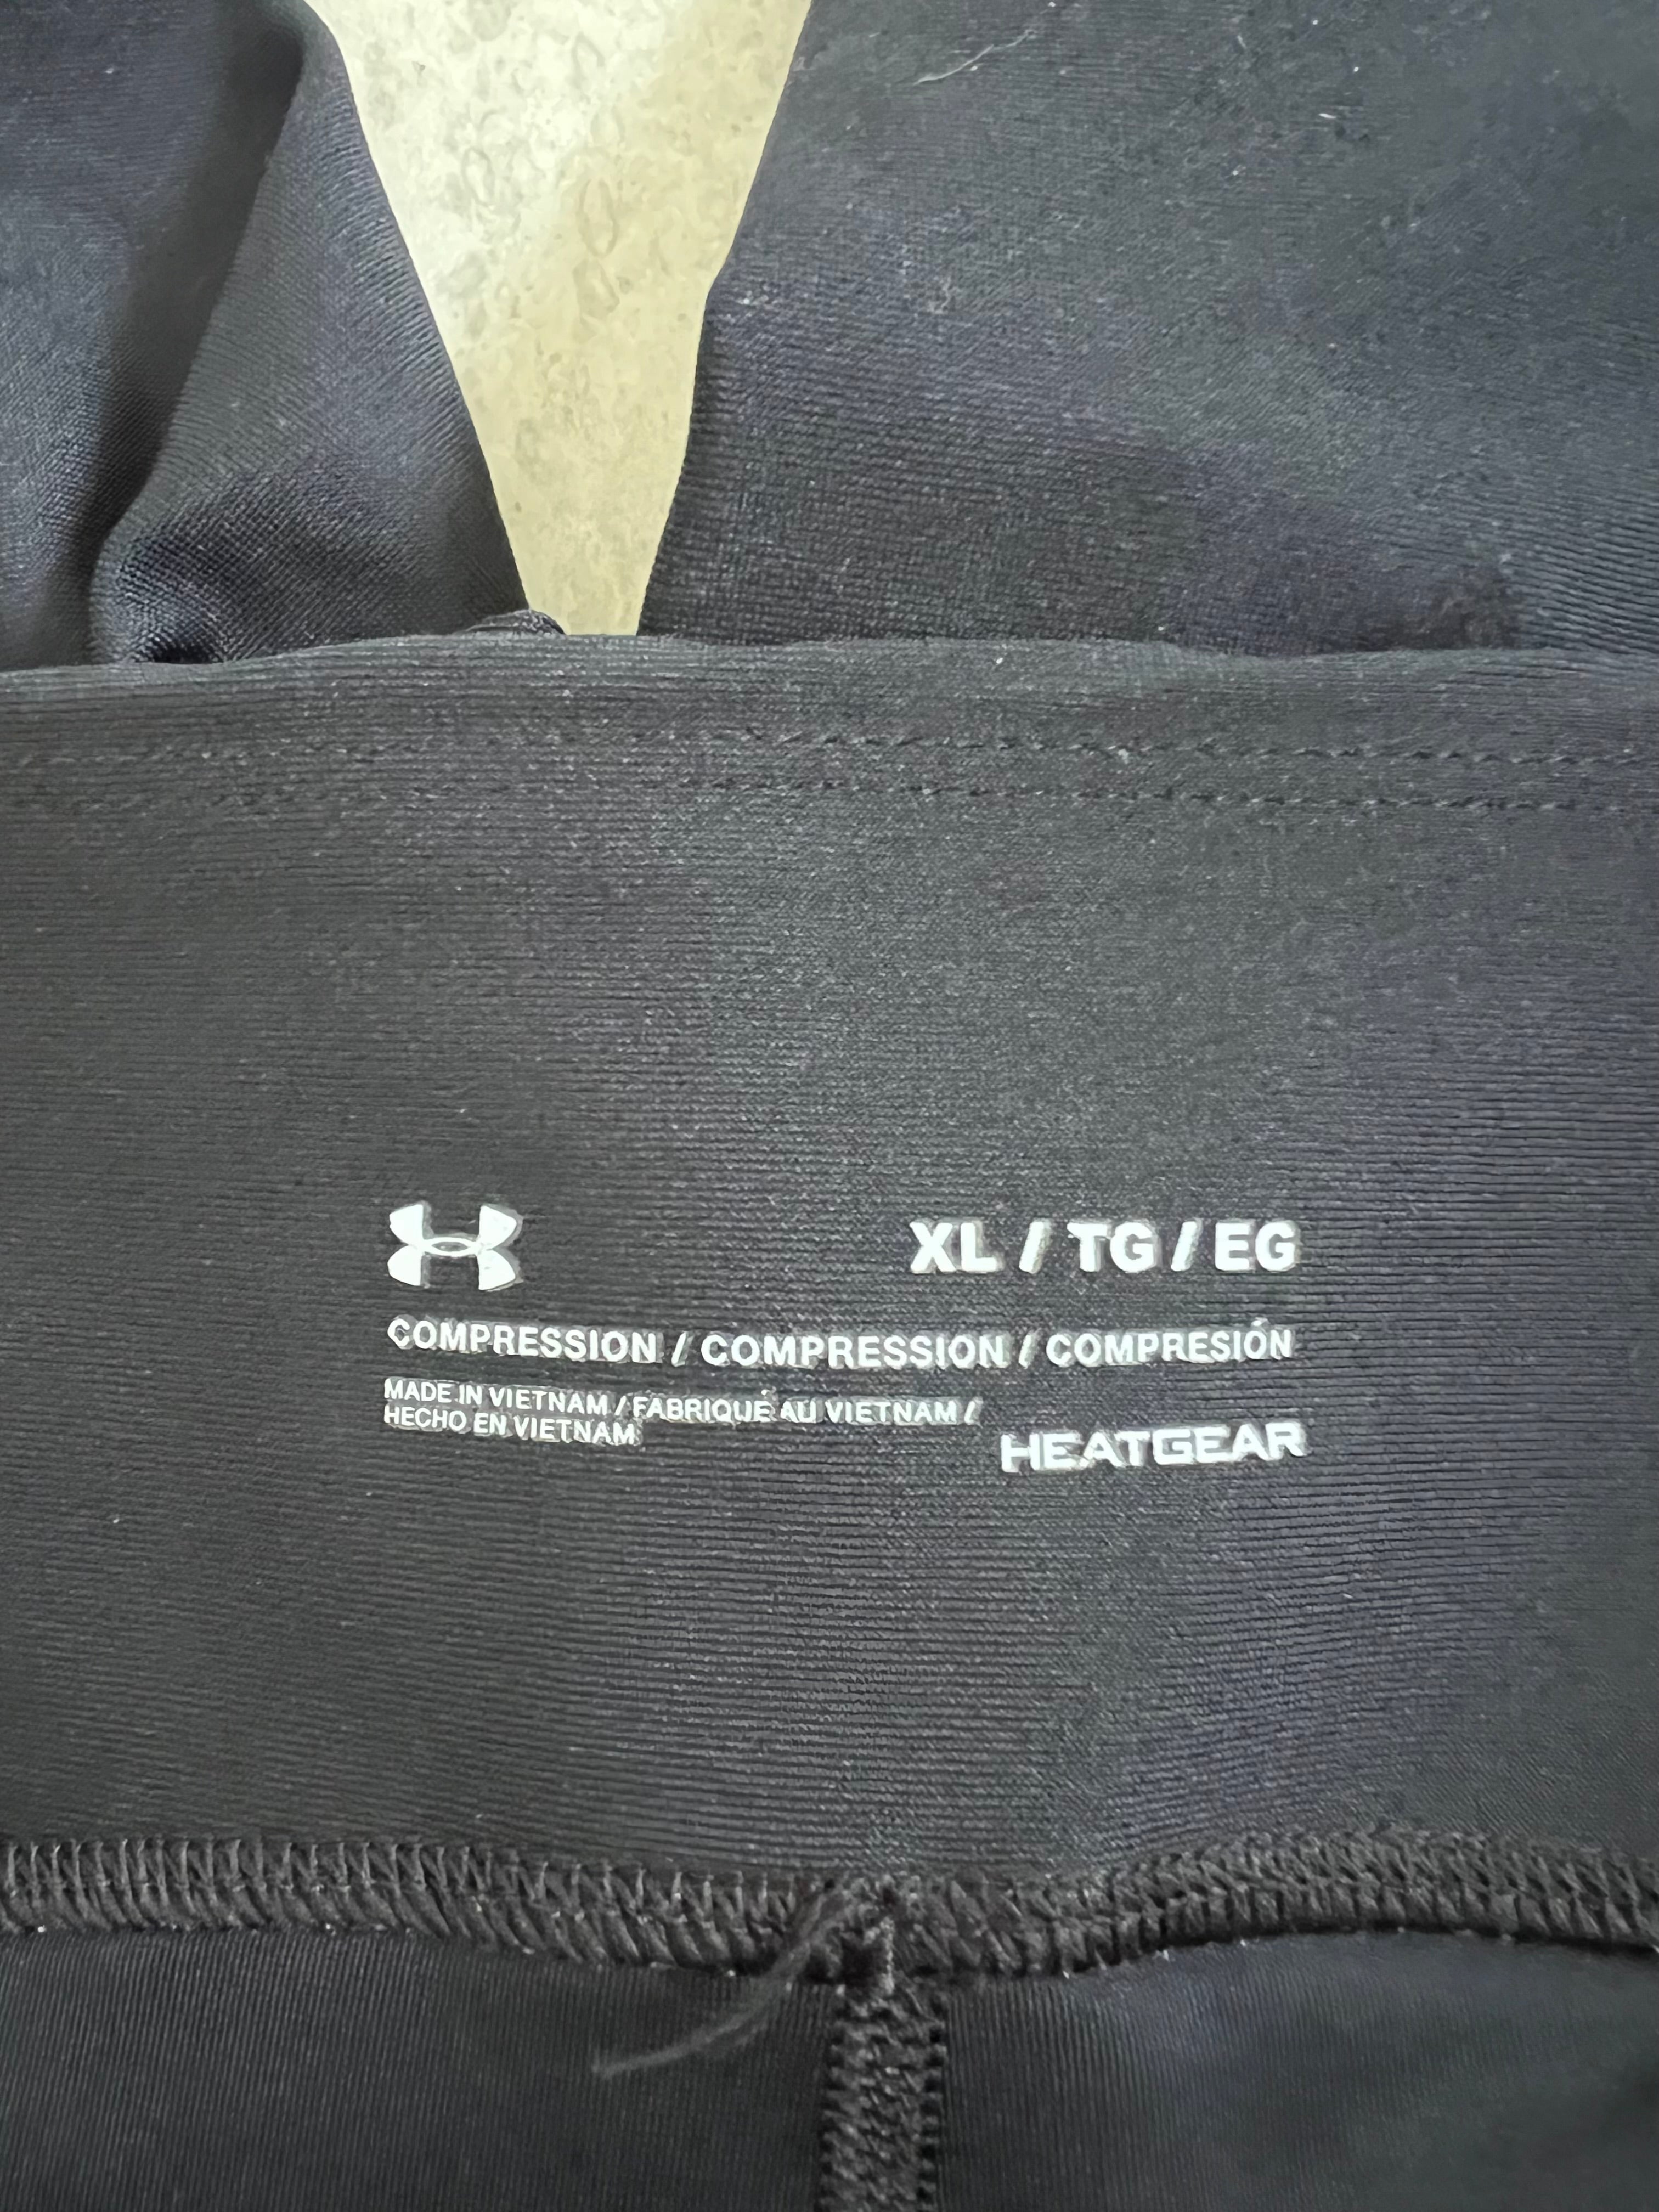 XL / TG / EG
COMPRESSION / COMPRESSION / COMPRESIÓN
MADE IN VIETNAM / FABRIQUÉ AU VIETNAM /
HECHO EN VIETNAM
HEATGEAR